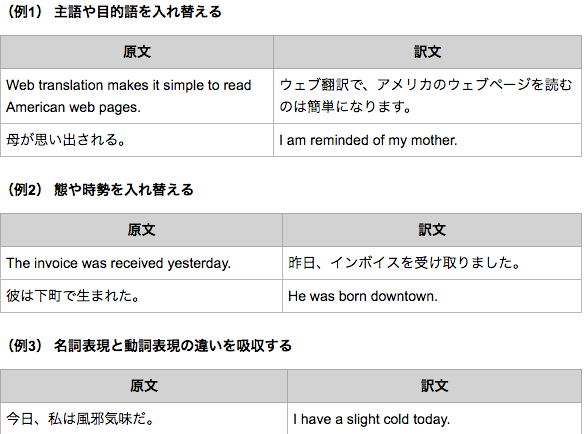 （例1） 主語や目的語を入れ替える
原文 訳文
Web translation makes it simple to read ウェブ翻訳で、アメリカのウェブページを読む
American web pages. のは簡単になります。
母が思い出される。 I am reminded of my mother.
（例2） 態や時勢を入れ替える
原文 訳文
The invoice was received yesterday. 昨日、インボイスを受け取りました。
彼は下町で生まれた。 He was born downtown.
（例3） 名詞表現と動詞表現の違いを吸収する
原文 訳文
今日、私は風邪気味だ。 I have a slight cold today.